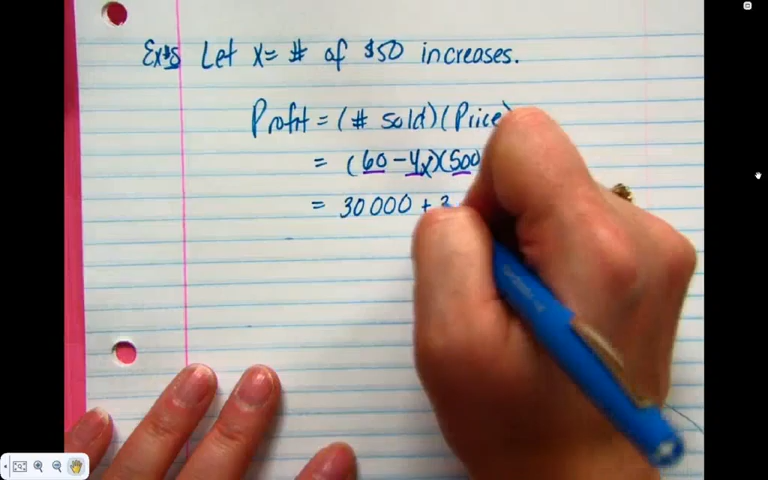 Ex#8 Let x= # of $50 increases.
Profit = (# sold)(Price)
= (60 - 4x)(500
= 30000 + 3